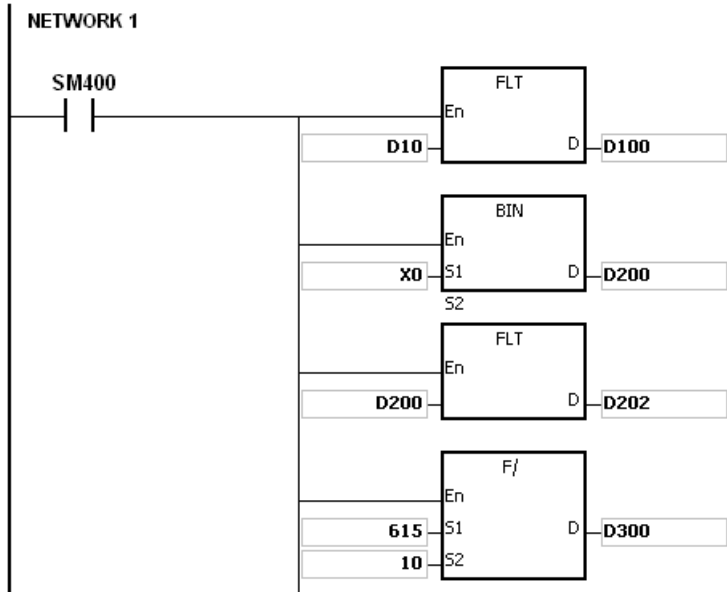 NETWORK 1
SM400
FLT
En
D10 D D100
BIN
En
X0 S1 D D200
S2
FLT
En
D200 D D202
F/
En
615 S1 D D300
10 S2